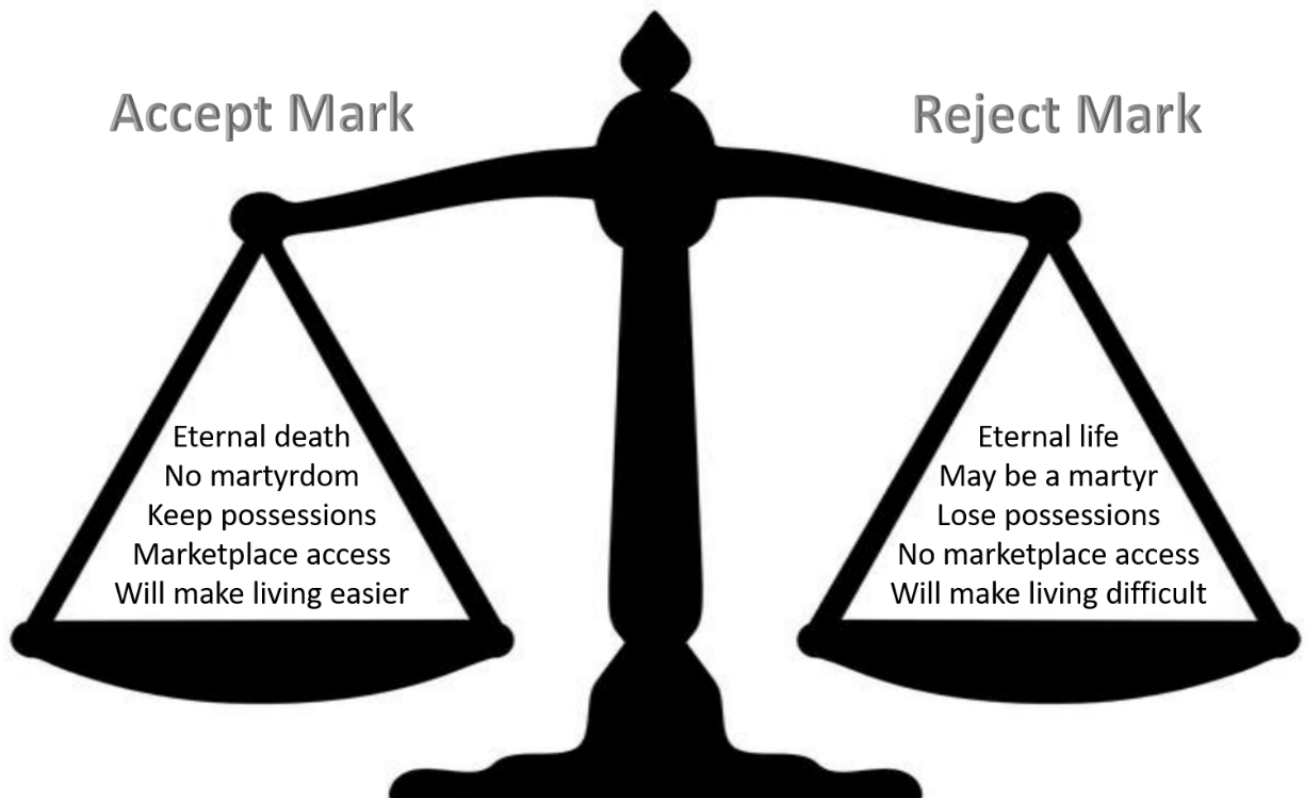 Accept Mark
Reject Mark
Eternal death
No martyrdom
Keep possessions
Marketplace access
Will make living easier
Eternal life
May be a martyr
Lose possessions
No marketplace access
Will make living difficult